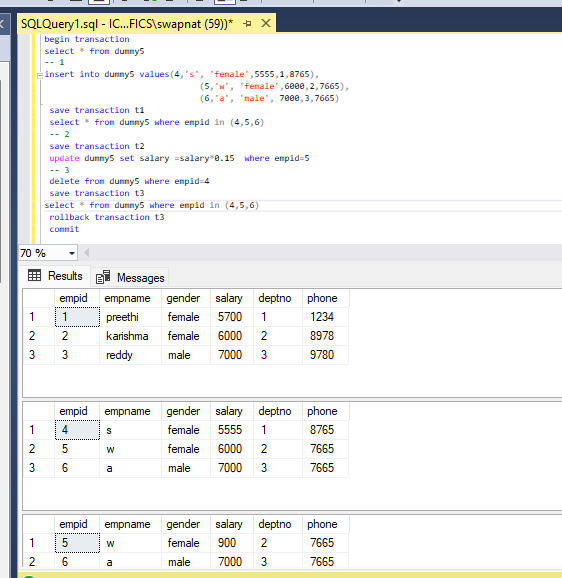 SQLQuery1.sql - IC...FICS\swapnat (59))*
begin transaction
select * from dummy5
-- 1
insert into dummy5 values(4,'s', 'female',5555,1,8765),
(5,'w', 'female',6000,2,7665),
(6,'a', 'male', 7000,3,7665)
save transaction t1
select * from dummy5 where empid in (4,5,6)
-- 2
save transaction t2
update dummy5 set salary =salary*0.15 where empid=5
-- 3
delete from dummy5 where empid=4
save transaction t3
select * from dummy5 where empid in (4,5,6)
rollback transaction t3
commit
70 %
Results Messages
empid empname gender salary deptno phone
1 1 preethi female 5700 1 1234
2 2 karishma female 6000 2 8978
3 3 reddy male 7000 3 9780
empid empname gender salary deptno phone
1 4 s female 5555 1 8765
2 5 w female 6000 2 7665
3 6 a male 7000 3 7665
empid empname gender salary deptno phone
1 5 w female 900 2 7665
2 6 a male 7000 3 7665